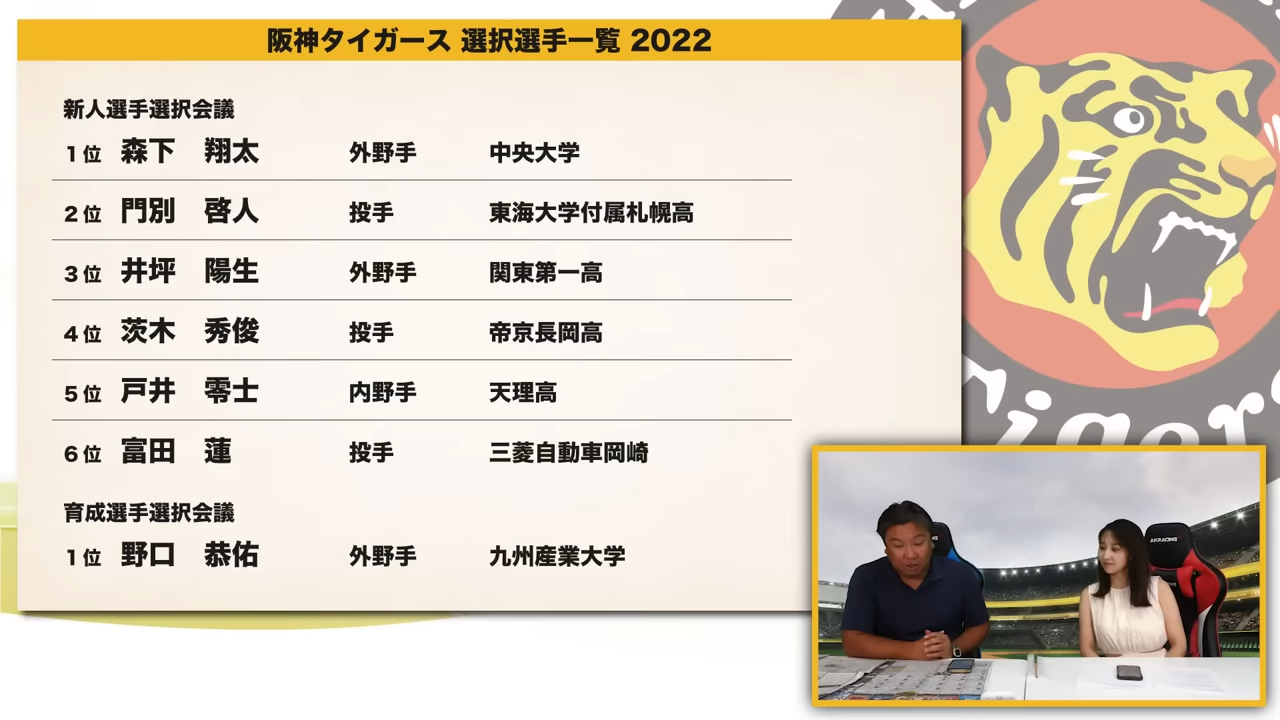 阪神タイガース 選択選手一覧 2022
新人選手選択会議
1位 森下 翔太 外野手 中央大学
2位 門別 啓人 投手 東海大学付属札幌高
3位 井坪 陽生 外野手 関東第一高
4位 茨木 秀俊 投手 帝京長岡高
5位 戸井 零士 内野手 天理高
6位 富田 蓮 投手 三菱自動車岡崎
育成選手選択会議
1位 野口 恭佑 外野手 九州産業大学
Tigers
AKRACING